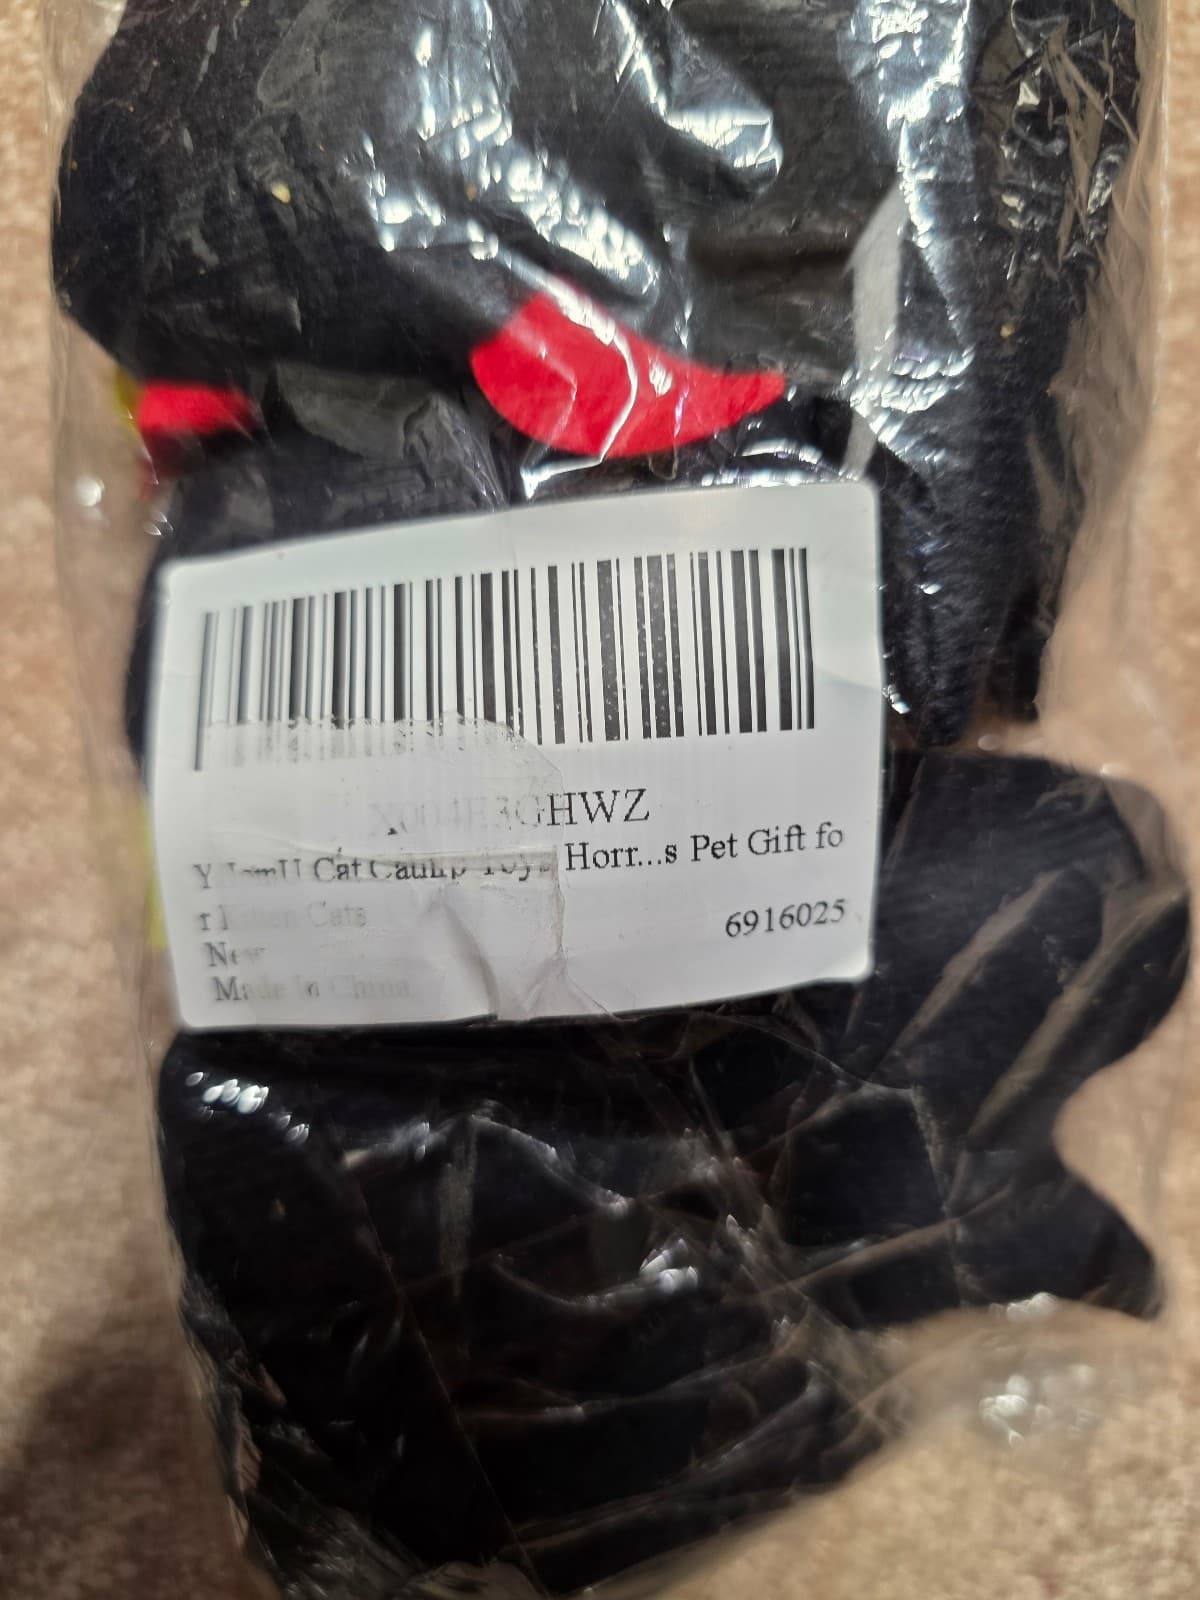 X004E3GHWZ
Cat Catnip Toys Horr...s Pet Gift fo
r Kitten Cats
6916025
New
Made In China